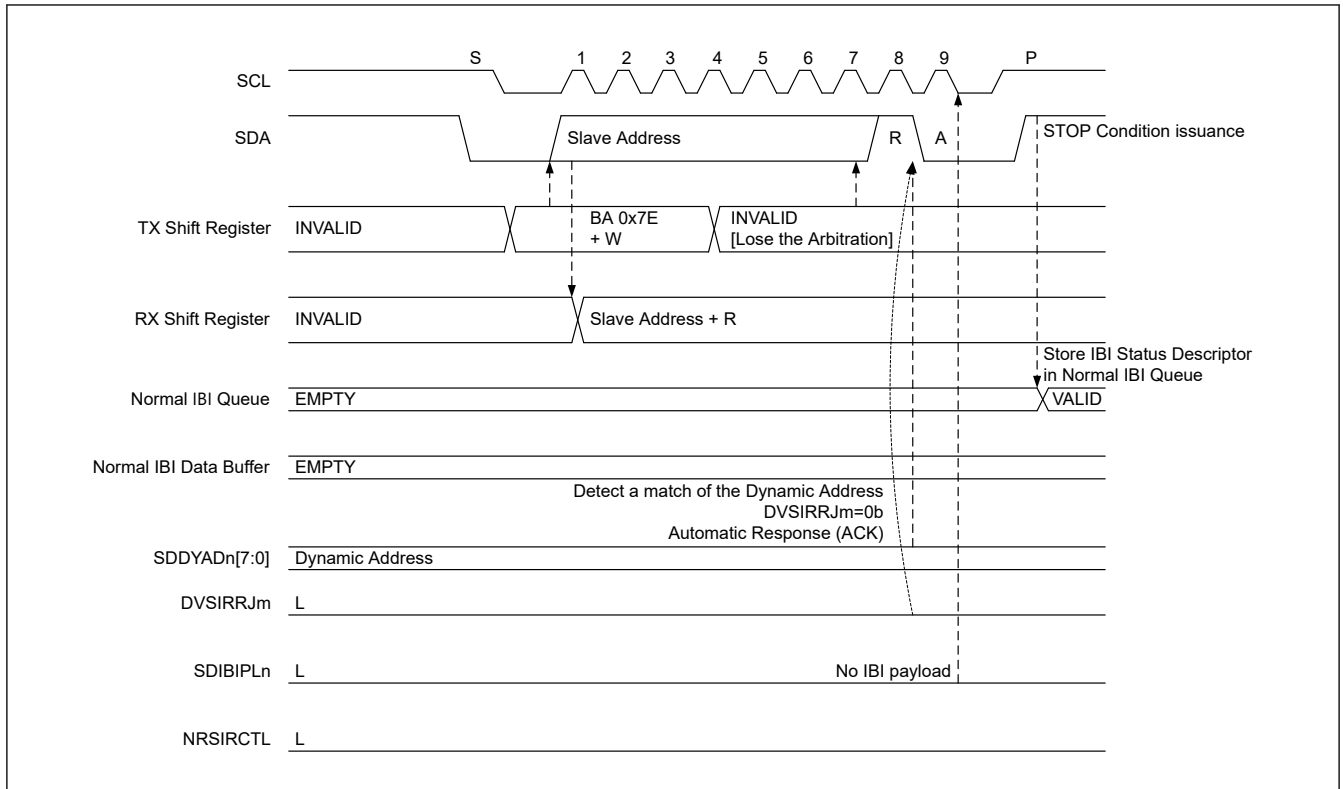 S 1 2 3 4 5 6 7 8 9 P
SCL
SDA Slave Address R A STOP Condition issuance
TX Shift Register INVALID BA 0x7E INVALID
+ W [Lose the Arbitration]
RX Shift Register INVALID Slave Address + R
Store IBI Status Descriptor
in Normal IBI Queue
Normal IBI Queue EMPTY VALID
Normal IBI Data Buffer EMPTY
Detect a match of the Dynamic Address
DVSIRRJm=0b
Automatic Response (ACK)
SDDYADn[7:0] Dynamic Address
DVSIRRJm L
SDIBIPLn L No IBI payload
NRSIRCTL L